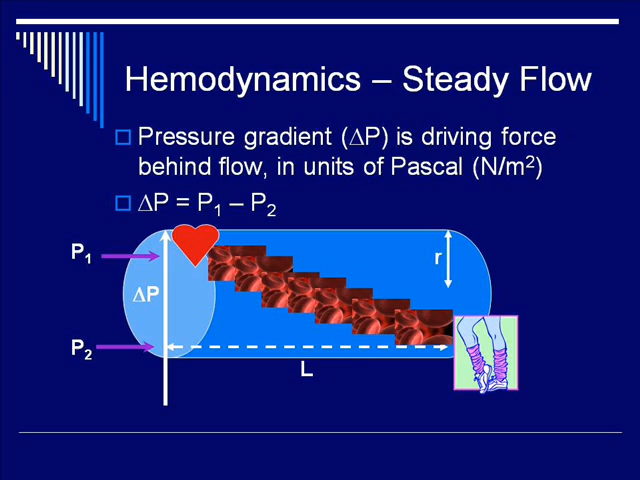 Hemodynamics – Steady Flow
Pressure gradient (∆P) is driving force
behind flow, in units of Pascal (N/m²)
∆P = P₁ – P₂
P₁
r
∆P
P₂
L